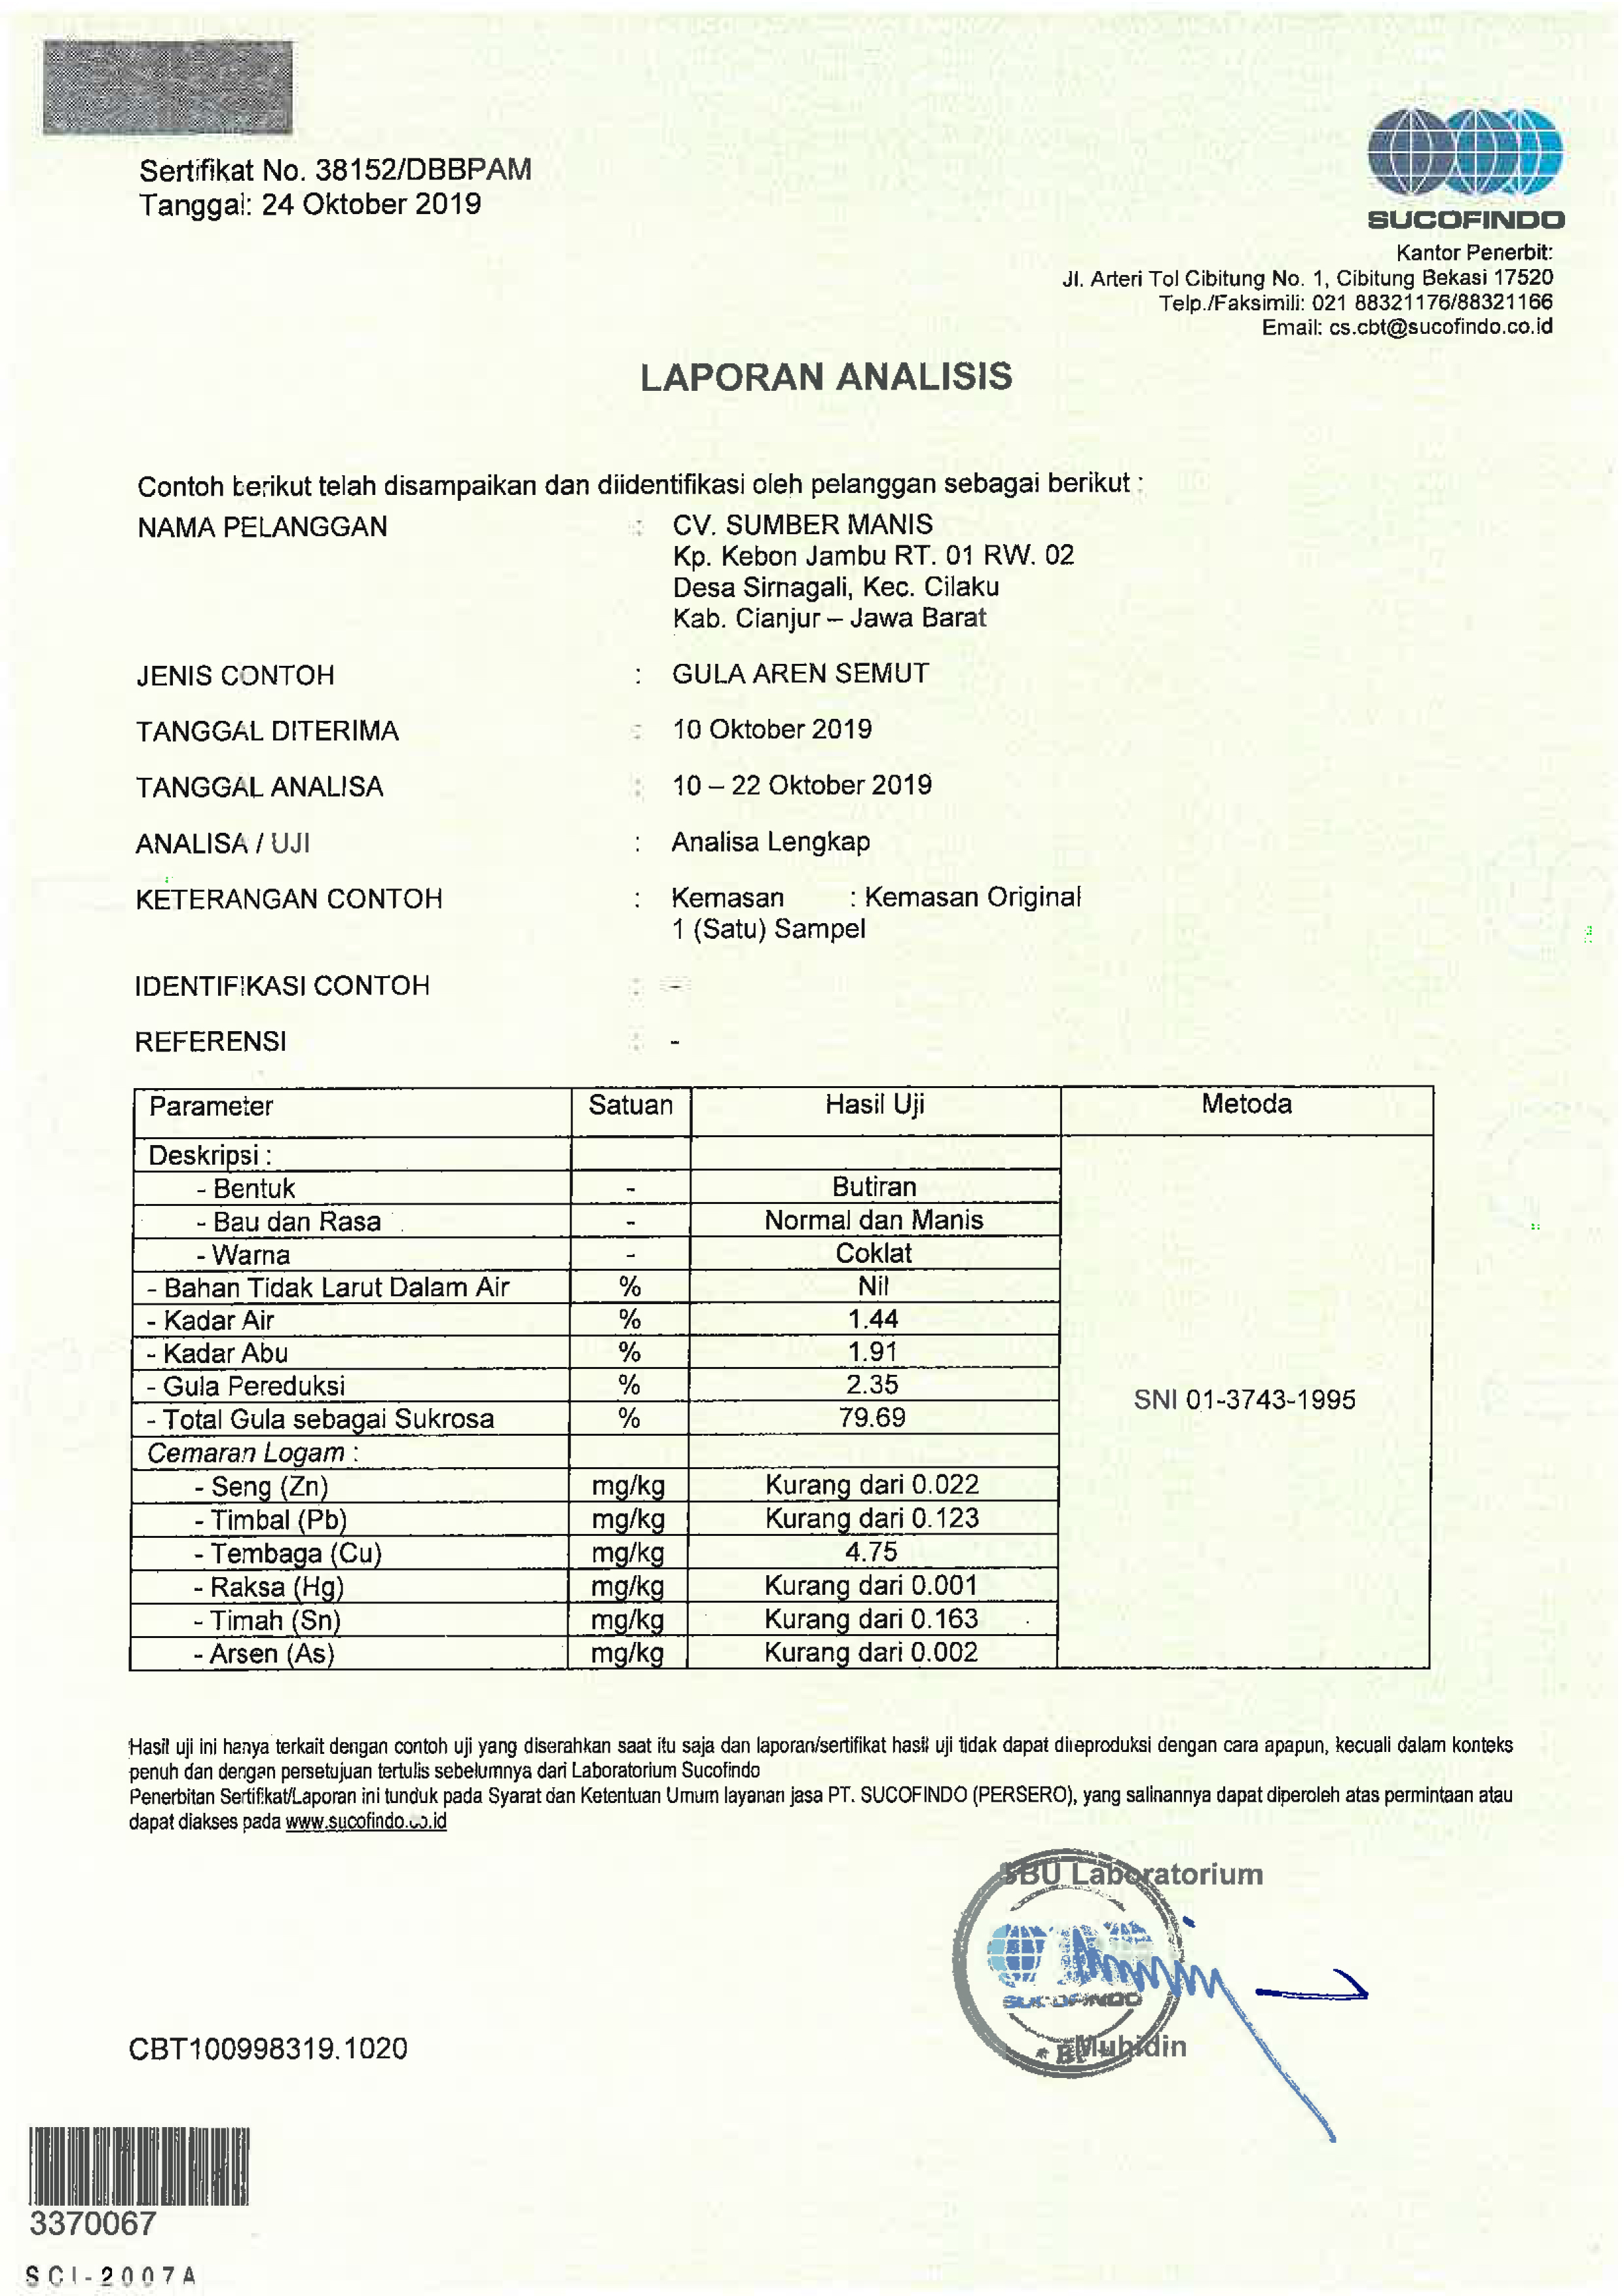 Sertifikat No. 38152/DBBPAM
Tanggal: 24 Oktober 2019
SUCOFINDO
Kantor Penerbit:
Jl. Arteri Tol Cibitung No. 1, Cibitung Bekasi 17520
Telp./Faksimili: 021 88321176/88321166
Email: cs.cbt@sucofindo.co.id
LAPORAN ANALISIS
Contoh berikut telah disampaikan dan diidentifikasi oleh pelanggan sebagai berikut :
NAMA PELANGGAN : CV. SUMBER MANIS
Kp. Kebon Jambu RT. 01 RW. 02
Desa Sirnagali, Kec. Cilaku
Kab. Cianjur – Jawa Barat
JENIS CONTOH : GULA AREN SEMUT
TANGGAL DITERIMA : 10 Oktober 2019
TANGGAL ANALISA : 10 – 22 Oktober 2019
ANALISA / UJI : Analisa Lengkap
KETERANGAN CONTOH : Kemasan : Kemasan Original
1 (Satu) Sampel
IDENTIFIKASI CONTOH : -
REFERENSI : -
Parameter Satuan Hasil Uji Metoda
Deskripsi :
- Bentuk - Butiran
- Bau dan Rasa - Normal dan Manis
- Warna - Coklat
- Bahan Tidak Larut Dalam Air % Nil
- Kadar Air % 1.44
- Kadar Abu % 1.91
- Gula Pereduksi % 2.35
SNI 01-3743-1995
- Total Gula sebagai Sukrosa % 79.69
Cemaran Logam :
- Seng (Zn) mg/kg Kurang dari 0.022
- Timbal (Pb) mg/kg Kurang dari 0.123
- Tembaga (Cu) mg/kg 4.75
- Raksa (Hg) mg/kg Kurang dari 0.001
- Timah (Sn) mg/kg Kurang dari 0.163
- Arsen (As) mg/kg Kurang dari 0.002
Hasil uji ini hanya terkait dengan contoh uji yang diserahkan saat itu saja dan laporan/sertifikat hasil uji tidak dapat direproduksi dengan cara apapun, kecuali dalam konteks
penuh dan dengan persetujuan tertulis sebelumnya dari Laboratorium Sucofindo
Penerbitan Sertifikat/Laporan ini tunduk pada Syarat dan Ketentuan Umum layanan jasa PT. SUCOFINDO (PERSERO), yang salinannya dapat diperoleh atas permintaan atau
dapat diakses pada www.sucofindo.co.id
SBU Laboratorium
SUCOFINDO
Muhidin
CBT100998319.1020
3370067
SCI-2007A